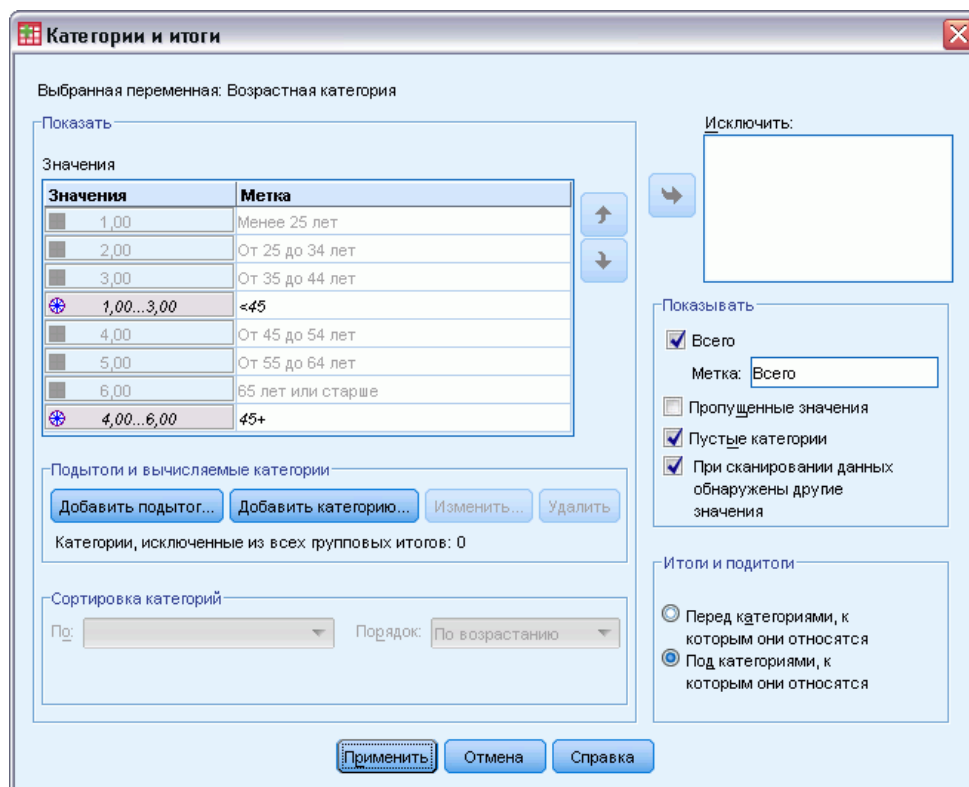 Категории и итоги
Выбранная переменная: Возрастная категория
Показать
Значения
Значения Метка
1,00 Менее 25 лет
2,00 От 25 до 34 лет
3,00 От 35 до 44 лет
1,00...3,00 <45
4,00 От 45 до 54 лет
5,00 От 55 до 64 лет
6,00 65 лет или старше
4,00...6,00 45+
Подытоги и вычисляемые категории
Добавить подытог... Добавить категорию... Изменить... Удалить
Категории, исключенные из всех групповых итогов: 0
Сортировка категорий
По: Порядок: По возрастанию
Исключить:
Показывать
Всего
Метка: Всего
Пропущенные значения
Пустые категории
При сканировании данных
обнаружены другие
значения
Итоги и подитоги
Перед категориями, к
которым они относятся
Под категориями, к
которым они относятся
Применить Отмена Справка